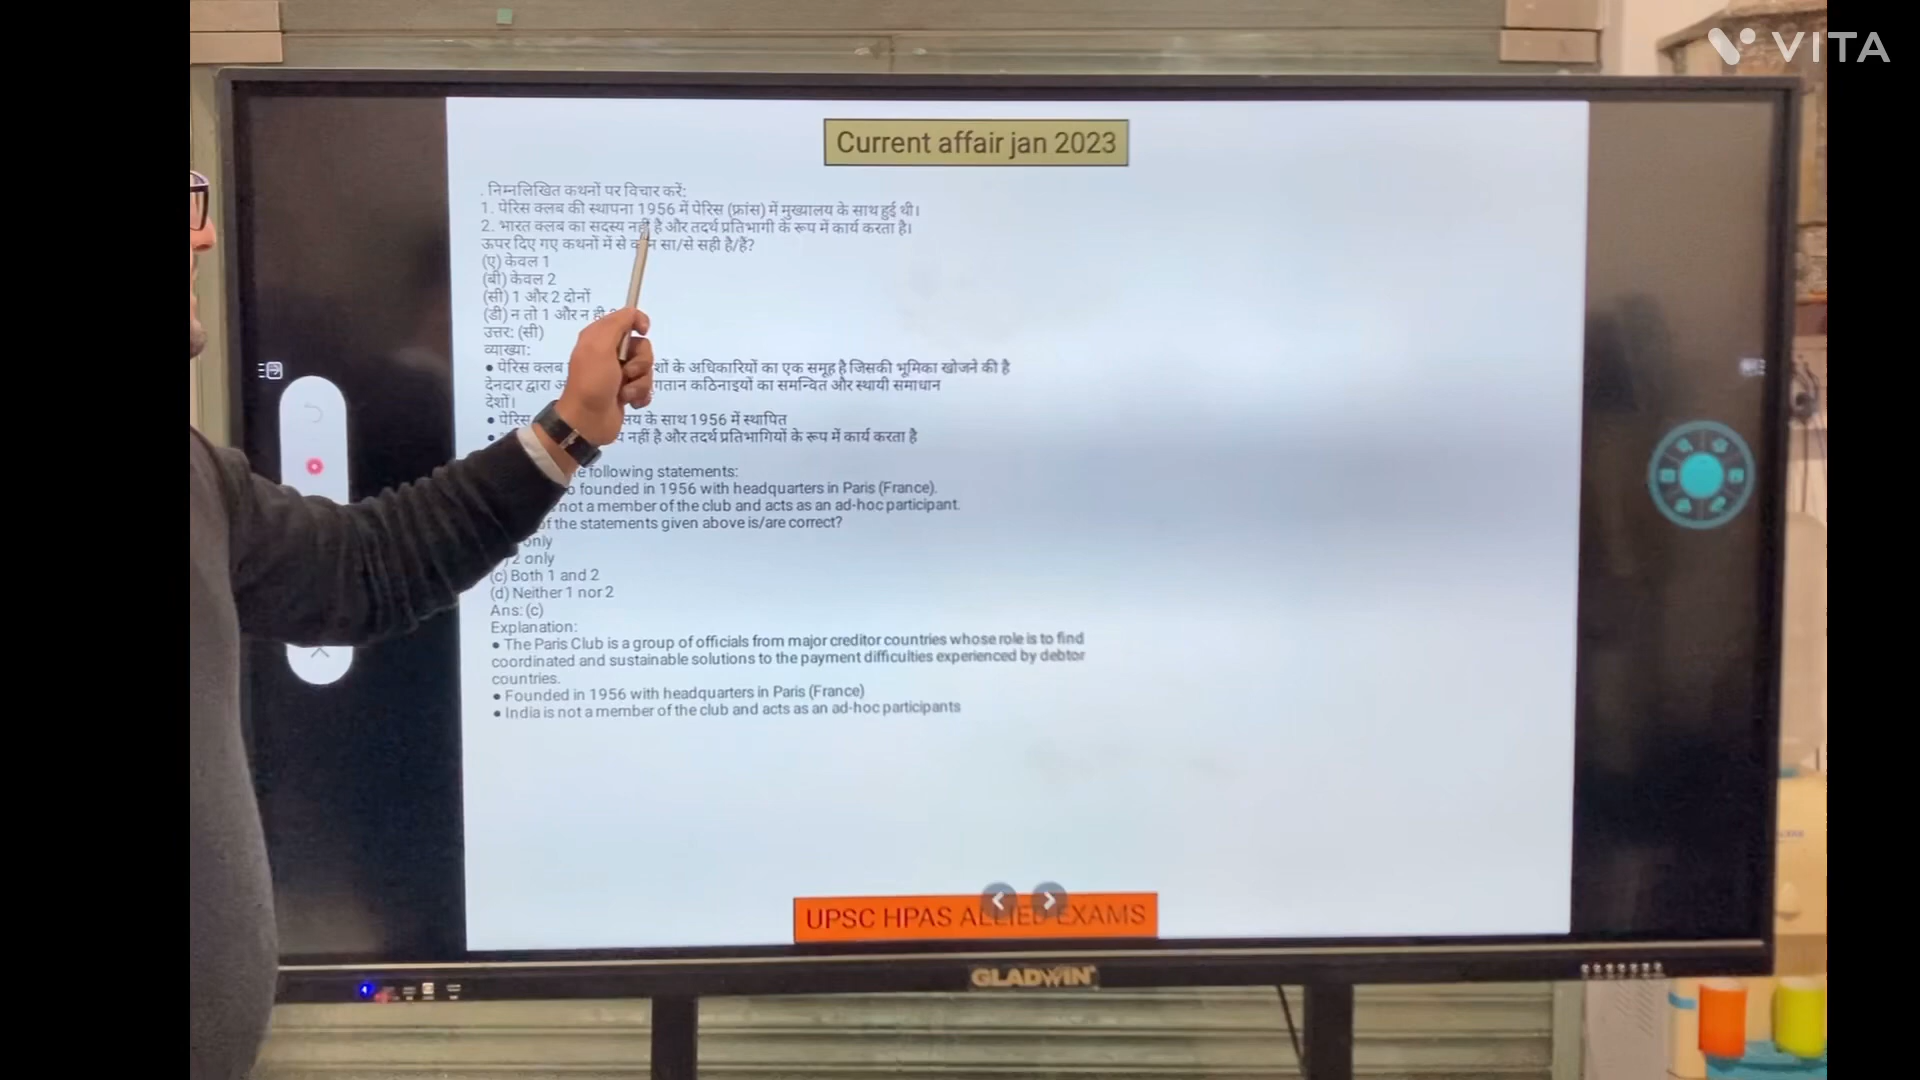 VITA
Current affair jan 2023
. निम्नलिखित कथनों पर विचार करें:
1. पेरिस क्लब की स्थापना 1956 में पेरिस (फ्रांस) में मुख्यालय के साथ हुई थी।
2. भारत क्लब का सदस्य नहीं है और तदर्थ प्रतिभागी के रूप में कार्य करता है।
ऊपर दिए गए कथनों में से सा/से सही है/हैं?
(ए) केवल 1
(बी) केवल 2
(सी) 1 और 2 दोनों
(डी) न तो 1 और न ही
उत्तर: (सी)
व्याख्या:
• पेरिस क्लब के अधिकारियों का एक समूह है जिसकी भूमिका खोजने की है
देनदार द्वारा कठिनाइयों का समन्वित और स्थायी समाधान
देशों।
• पेरिस के साथ 1956 में स्थापित
• नहीं है और तदर्थ प्रतिभागियों के रूप में कार्य करता है
following statements:
founded in 1956 with headquarters in Paris (France).
not a member of the club and acts as an ad-hoc participant.
of the statements given above is/are correct?
only
2 only
(c) Both 1 and 2
(d) Neither 1 nor 2
Ans: (c)
Explanation:
• The Paris Club is a group of officials from major creditor countries whose role is to find
coordinated and sustainable solutions to the payment difficulties experienced by debtor
countries.
• Founded in 1956 with headquarters in Paris (France)
• India is not a member of the club and acts as an ad-hoc participants
UPSC HPAS ALLIED EXAMS
GLADWIN